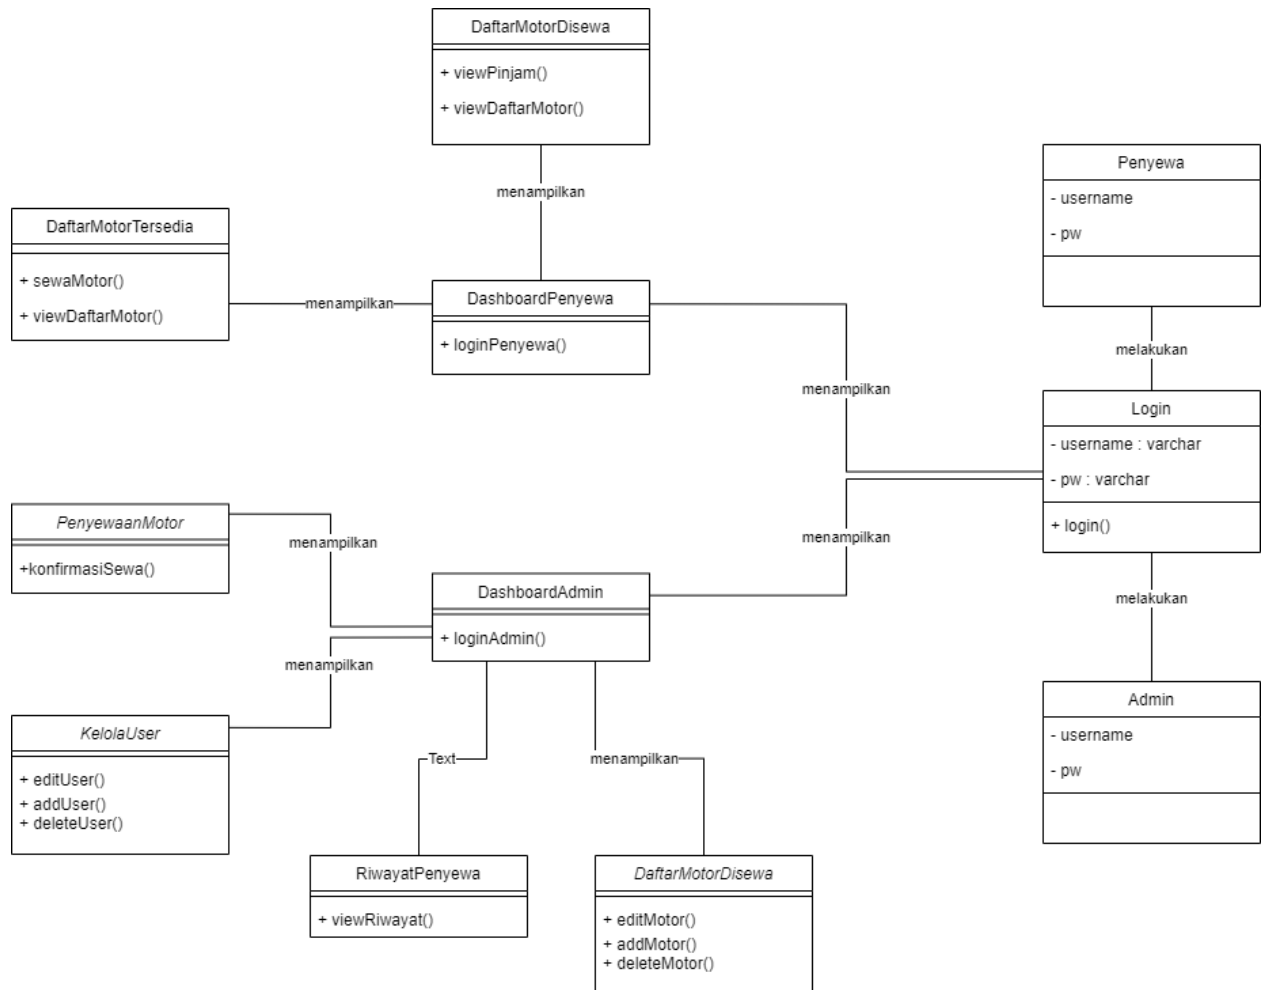 DaftarMotorDisewa
+ viewPinjam()
+ viewDaftarMotor()
menampilkan
Penyewa
- username
- pw
DaftarMotorTersedia
+ sewaMotor()
+ viewDaftarMotor()
menampilkan
DashboardPenyewa
+ loginPenyewa()
melakukan
menampilkan
Login
- username : varchar
- pw : varchar
+ login()
PenyewaanMotor
+konfirmasiSewa()
menampilkan
menampilkan
DashboardAdmin
+ loginAdmin()
melakukan
menampilkan
Admin
- username
- pw
KelolaUser
+ editUser()
+ addUser()
+ deleteUser()
Text
menampilkan
RiwayatPenyewa
+ viewRiwayat()
DaftarMotorDisewa
+ editMotor()
+ addMotor()
+ deleteMotor()